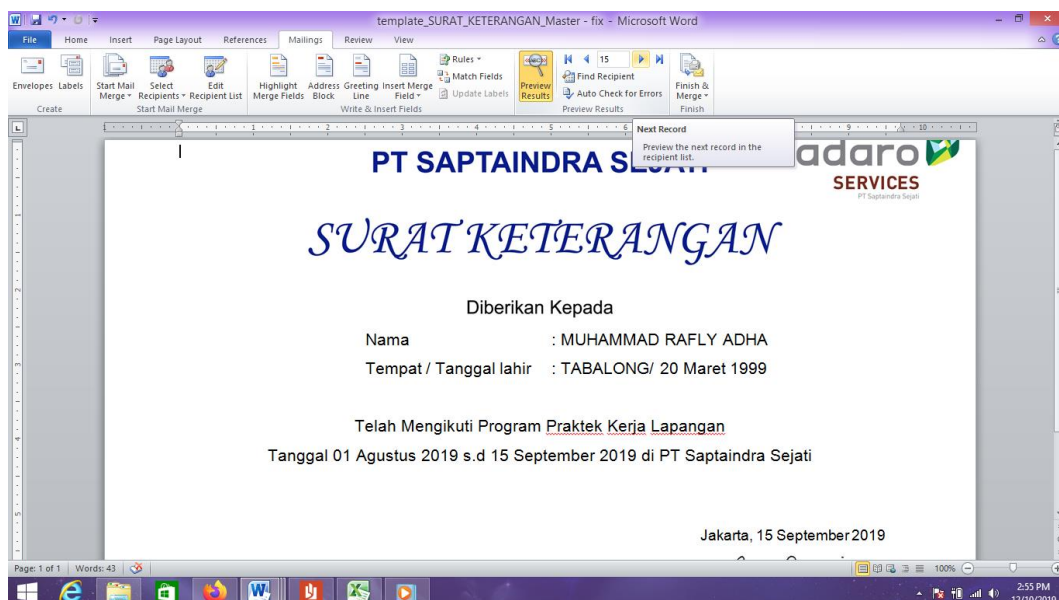 template_SURAT_KETERANGAN_Master - fix - Microsoft Word
File Home Insert Page Layout References Mailings Review View
Envelopes Labels
Create
Start Mail Merge
Select Recipients
Edit Recipient List
Start Mail Merge
Highlight Merge Fields
Address Block
Greeting Line
Insert Merge Field
Rules
Match Fields
Update Labels
Write & Insert Fields
Preview Results
15
Find Recipient
Auto Check for Errors
Preview Results
Finish & Merge
Finish
Next Record
Preview the next record in the
recipient list.
PT SAPTAINDRA
adaro
SERVICES
PT Saptaindra Sejati
SURAT KETERANGAN
Diberikan Kepada
Nama : MUHAMMAD RAFLY ADHA
Tempat / Tanggal lahir : TABALONG/ 20 Maret 1999
Telah Mengikuti Program Praktek Kerja Lapangan
Tanggal 01 Agustus 2019 s.d 15 September 2019 di PT Saptaindra Sejati
Jakarta, 15 September 2019
Page: 1 of 1 Words: 43 100%
2:55 PM
12/10/2019